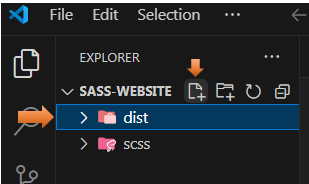 File Edit Selection ...
EXPLORER ...
SASS-WEBSITE
dist
scss